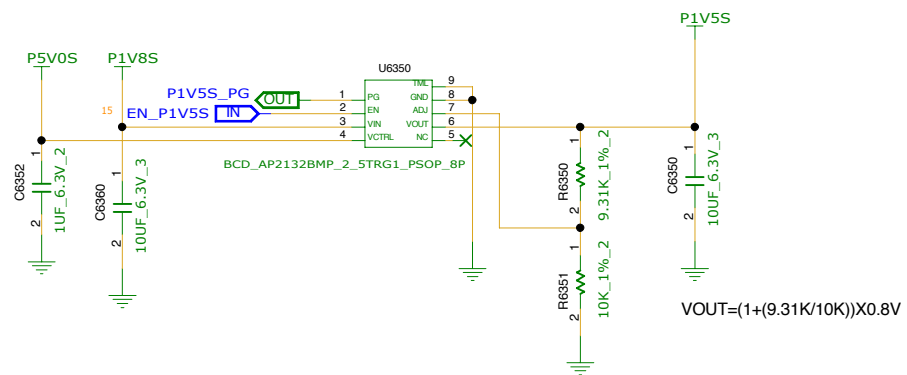 P1V5S
P5V0S
P1V8S
U6350
P1V5S_PG
OUT
1
PG
TML
9
GND
8
15
EN_P1V5S
IN
2
EN
ADJ
7
3
VIN
VOUT
6
4
VCTRL
NC
5
BCD_AP2132BMP_2_5TRG1_PSOP_8P
C6352
1
2
1UF_6.3V_2
C6360
1
2
10UF_6.3V_3
R6350
1
2
9.31K_1%_2
C6350
1
2
10UF_6.3V_3
R6351
1
2
10K_1%_2
VOUT=(1+(9.31K/10K))X0.8V